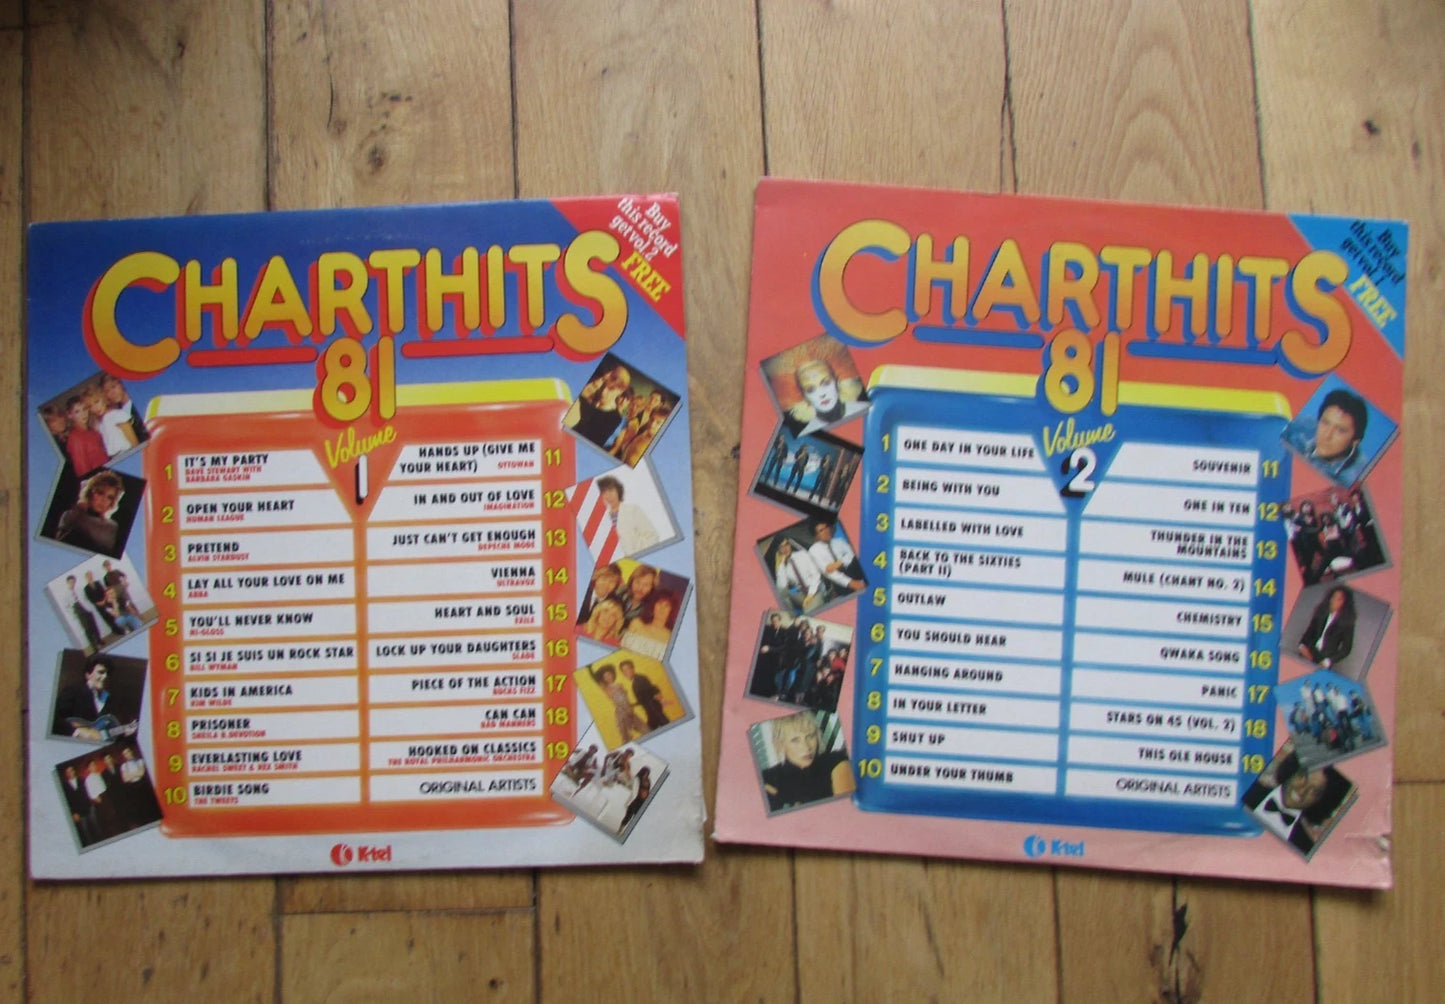 Buy
this record
get vol.2
FREE
CHARTHITS
81
Volume
1
1 IT'S MY PARTY
DAVE STEWART WITH
BARBARA GASKIN
2 OPEN YOUR HEART
HUMAN LEAGUE
3 PRETEND
ALVIN STARDUST
4 LAY ALL YOUR LOVE ON ME
ABBA
5 YOU'LL NEVER KNOW
HI-GLOSS
6 SI SI JE SUIS UN ROCK STAR
BILL WYMAN
7 KIDS IN AMERICA
KIM WILDE
8 PRISONER
SHEILA B.DEVOTION
9 EVERLASTING LOVE
RACHEL SWEET & REX SMITH
10 BIRDIE SONG
THE TWEETS
HANDS UP (GIVE ME 11
YOUR HEART) OTTOWAN
IN AND OUT OF LOVE 12
IMAGINATION
JUST CAN'T GET ENOUGH 13
DEPECHE MODE
VIENNA 14
ULTRAVOX
HEART AND SOUL 15
EXILE
LOCK UP YOUR DAUGHTERS 16
SLADE
PIECE OF THE ACTION 17
BUCKS FIZZ
CAN CAN 18
BAD MANNERS
HOOKED ON CLASSICS 19
THE ROYAL PHILHARMONIC ORCHESTRA
ORIGINAL ARTISTS
K-tel
Buy
this record
get vol.1
FREE
CHARTHITS
81
Volume
2
1 ONE DAY IN YOUR LIFE
2 BEING WITH YOU
3 LABELLED WITH LOVE
4 BACK TO THE SIXTIES
(PART II)
5 OUTLAW
6 YOU SHOULD HEAR
7 HANGING AROUND
8 IN YOUR LETTER
9 SHUT UP
10 UNDER YOUR THUMB
SOUVENIR 11
ONE IN TEN 12
THUNDER IN THE
MOUNTAINS 13
MULE (CHANT NO. 2) 14
CHEMISTRY 15
QWAKA SONG 16
PANIC 17
STARS ON 45 (VOL. 2) 18
THIS OLE HOUSE 19
ORIGINAL ARTISTS
K-tel